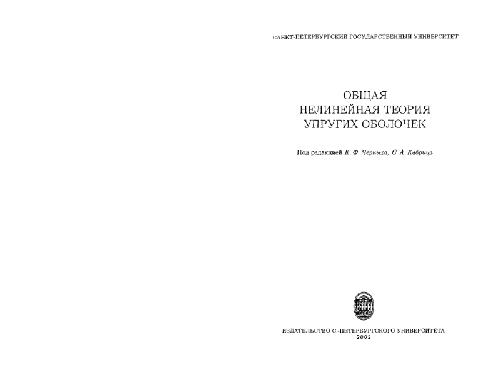 САНКТ-ПЕТЕРБУРГСКИЙ ГОСУДАРСТВЕННЫЙ УНИВЕРСИТЕТ
ОБЩАЯ
НЕЛИНЕЙНАЯ ТЕОРИЯ
УПРУГИХ ОБОЛОЧЕК
Под редакцией К. Ф. Черныха, С. А. Кабрица
ИЗДАТЕЛЬСТВО С.-ПЕТЕРБУРГСКОГО УНИВЕРСИТЕТА
2002